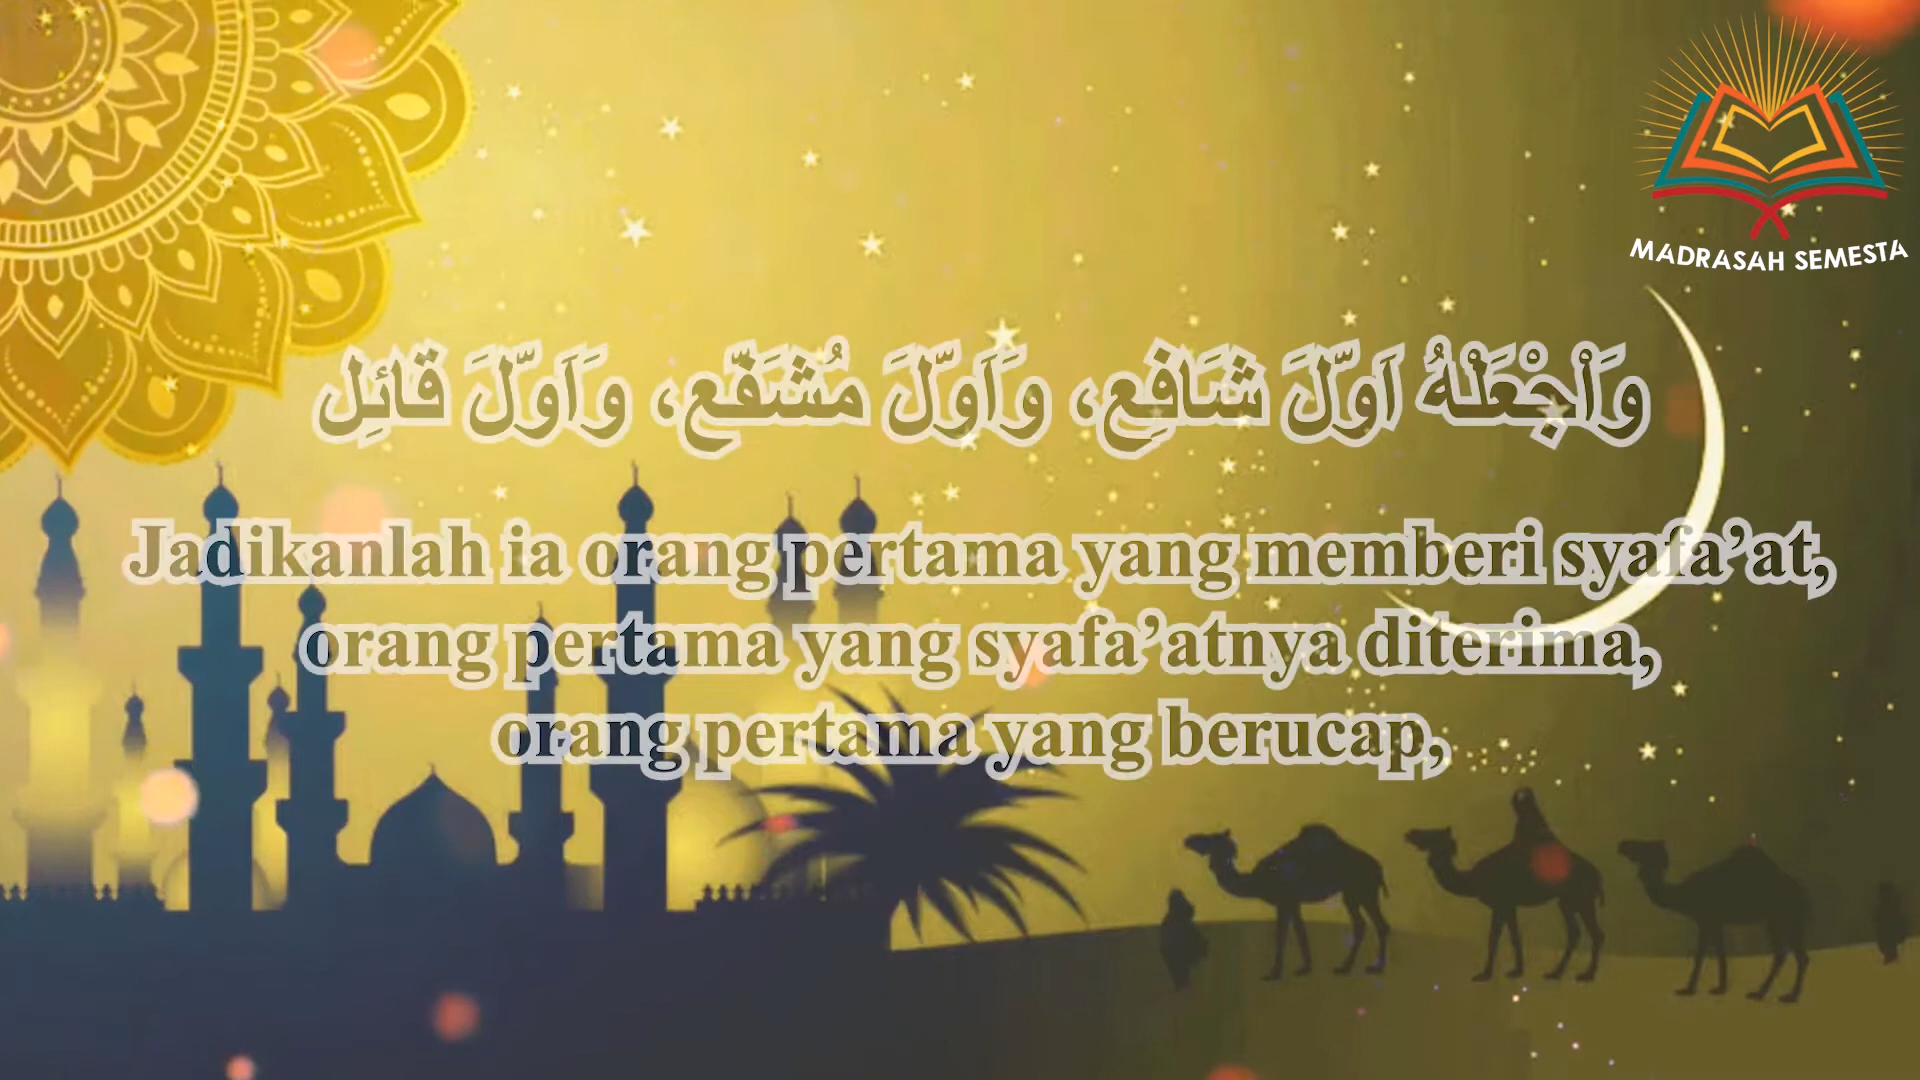 MADRASAH SEMESTA
وَاْجْعَلْهُ اَوَّلَ شَافِعٍ، وَاَوَّلَ مُشَفَّعٍ، وَاَوَّلَ قَائِلٍ
Jadikanlah ia orang pertama yang memberi syafa’at,
orang pertama yang syafa’atnya diterima,
orang pertama yang berucap,